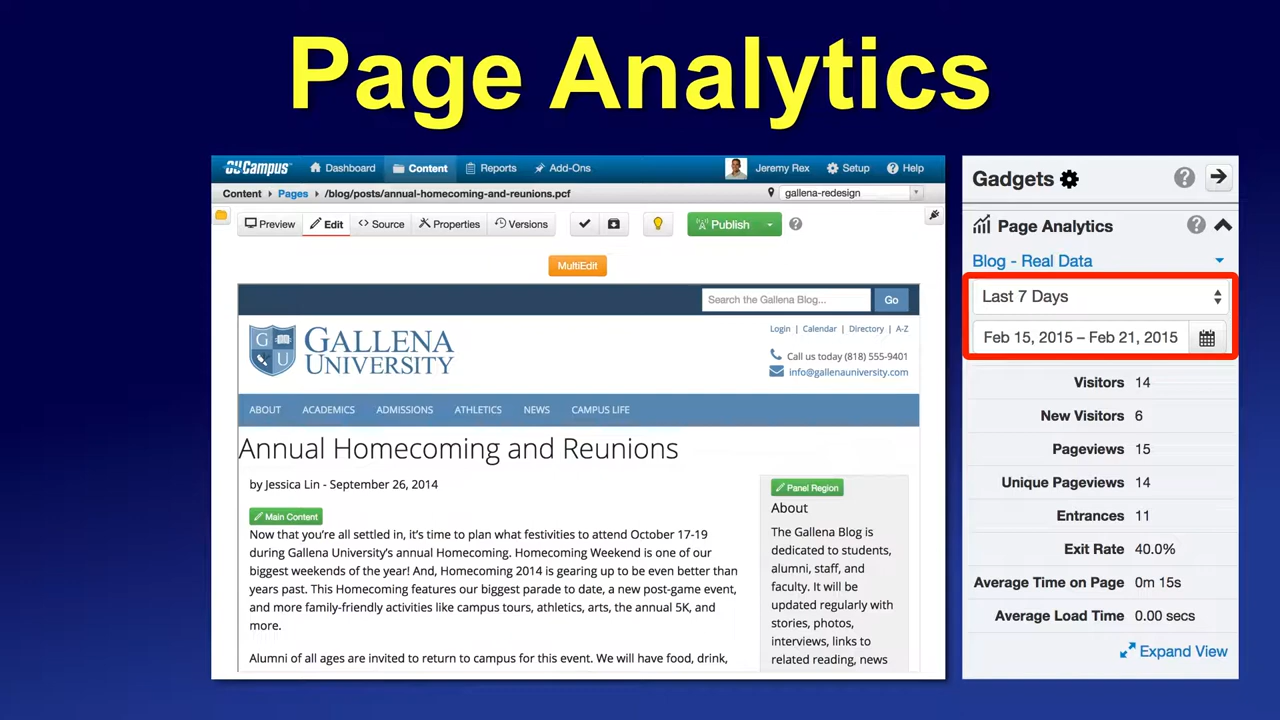 Page Analytics
OUCampus Dashboard Content Reports Add-Ons Jeremy Rex Setup Help
Content Pages /blog/posts/annual-homecoming-and-reunions.pcf gallena-redesign
Preview Edit Source Properties Versions Publish
MultiEdit
Search the Gallena Blog... Go
Login | Calendar | Directory | A-Z
G U
GALLENA
UNIVERSITY
Call us today (818) 555-9401
info@gallenauniversity.com
ABOUT ACADEMICS ADMISSIONS ATHLETICS NEWS CAMPUS LIFE
Annual Homecoming and Reunions
by Jessica Lin - September 26, 2014
Main Content
Now that you’re all settled in, it’s time to plan what festivities to attend October 17-19
during Gallena University’s annual Homecoming. Homecoming Weekend is one of our
biggest weekends of the year! And, Homecoming 2014 is gearing up to be even better than
years past. This Homecoming features our biggest parade to date, a new post-game event,
and more family-friendly activities like campus tours, athletics, arts, the annual 5K, and
more.
Alumni of all ages are invited to return to campus for this event. We will have food, drink,
Panel Region
About
The Gallena Blog is
dedicated to students,
alumni, staff, and
faculty. It will be
updated regularly with
stories, photos,
interviews, links to
related reading, news
Gadgets
Page Analytics
Blog - Real Data
Last 7 Days
Feb 15, 2015 – Feb 21, 2015
Visitors 14
New Visitors 6
Pageviews 15
Unique Pageviews 14
Entrances 11
Exit Rate 40.0%
Average Time on Page 0m 15s
Average Load Time 0.00 secs
Expand View